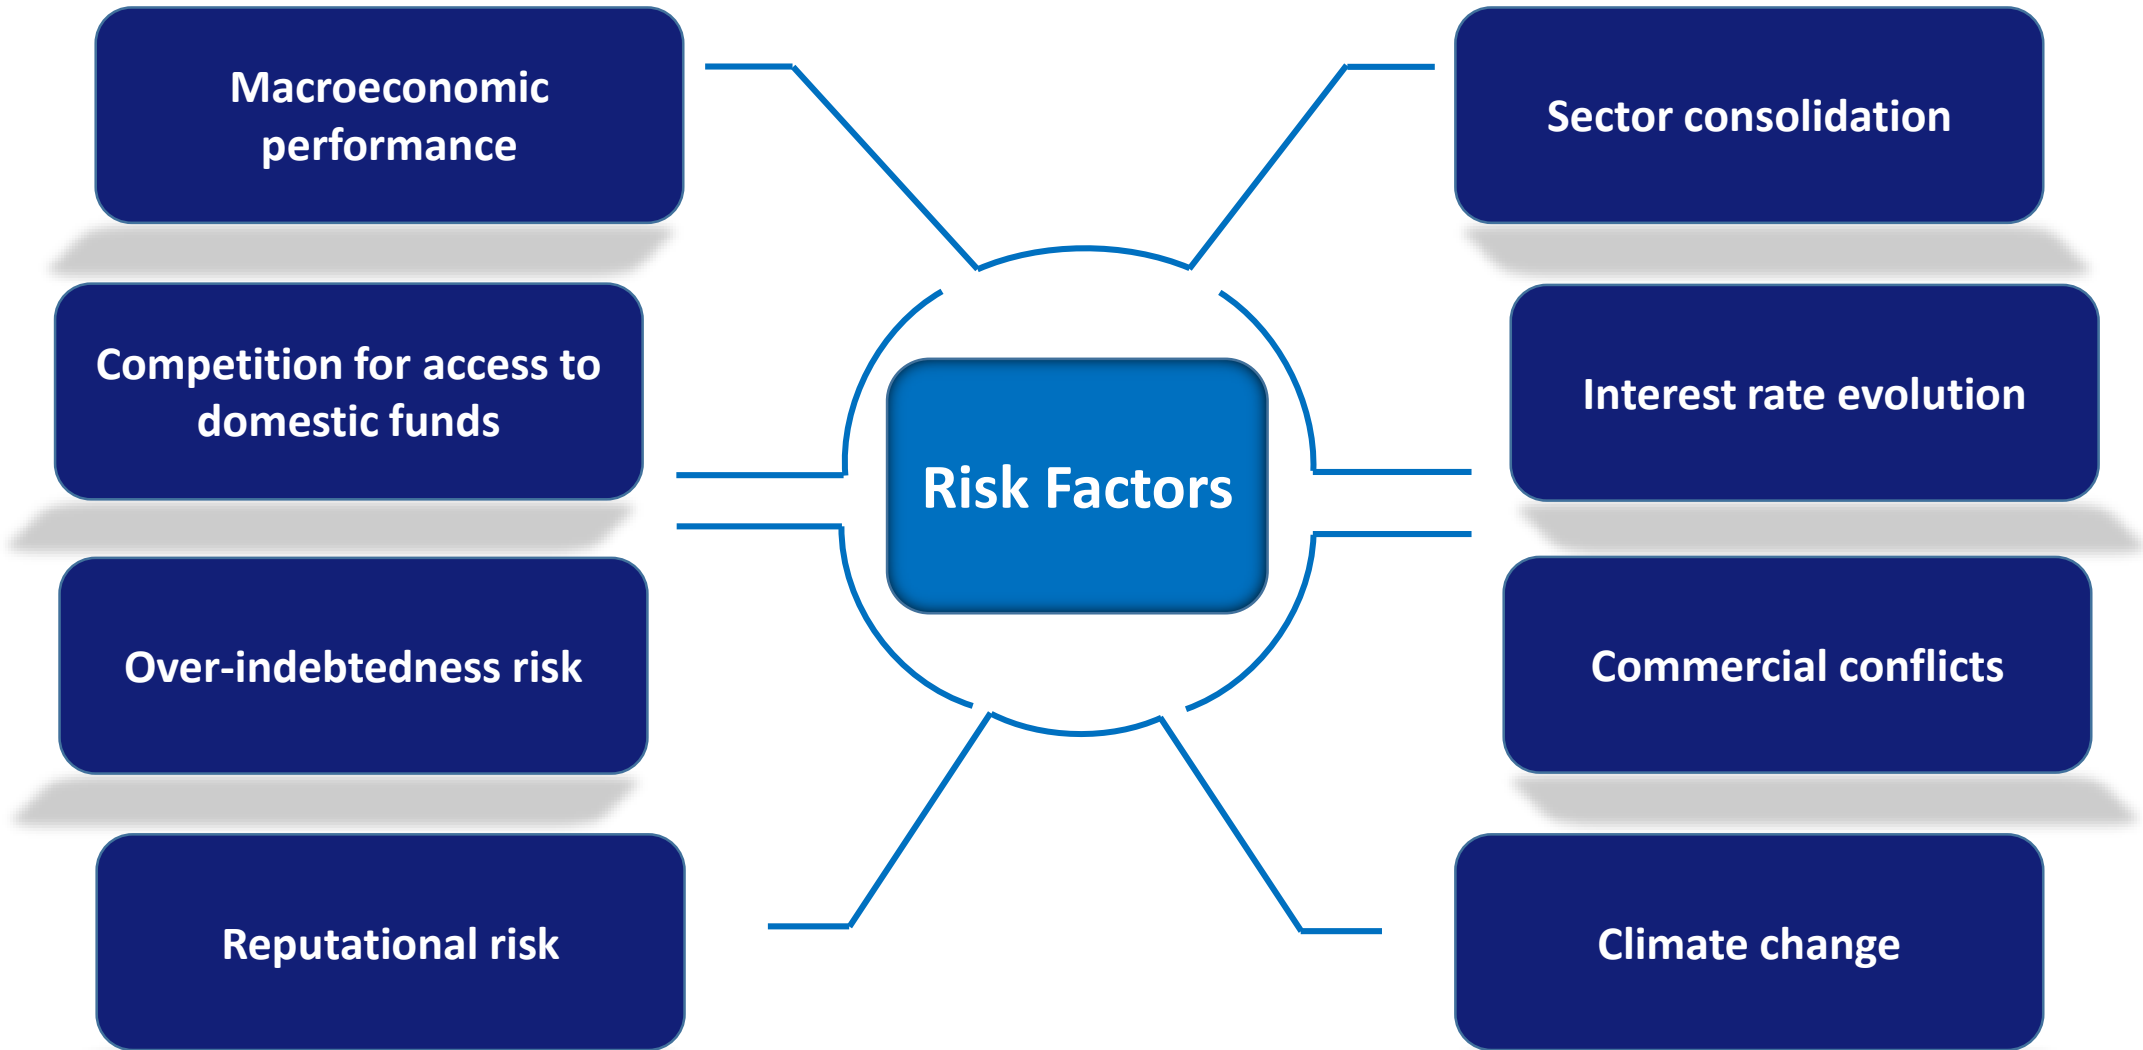 Macroeconomic
performance
Competition for access to
domestic funds
Over-indebtedness risk
Reputational risk
Risk Factors
Sector consolidation
Interest rate evolution
Commercial conflicts
Climate change